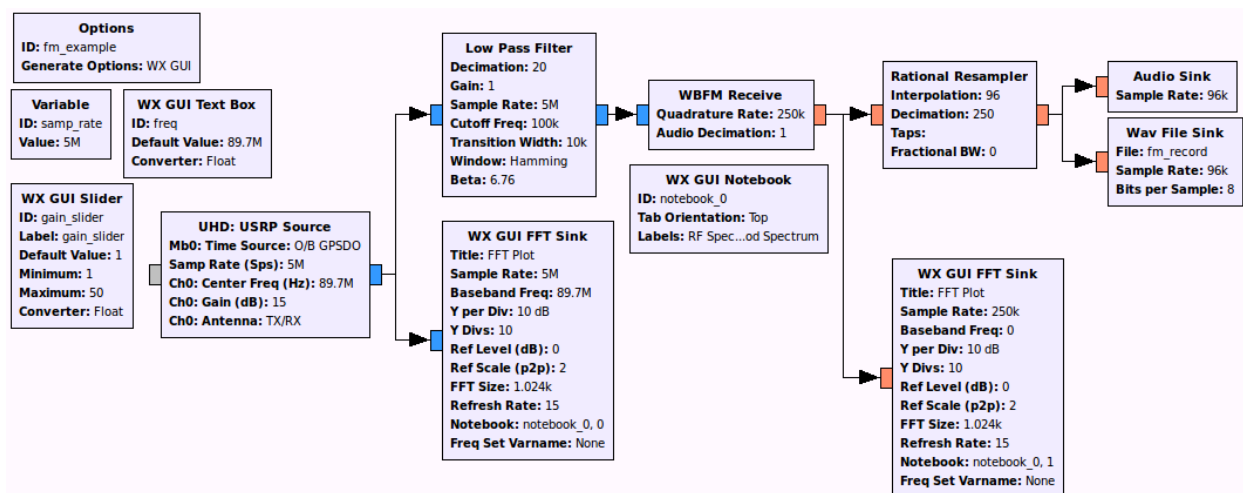 Options
ID: fm_example
Generate Options: WX GUI
Variable
ID: samp_rate
Value: 5M
WX GUI Text Box
ID: freq
Default Value: 89.7M
Converter: Float
WX GUI Slider
ID: gain_slider
Label: gain_slider
Default Value: 1
Minimum: 1
Maximum: 50
Converter: Float
UHD: USRP Source
Mb0: Time Source: O/B GPSDO
Samp Rate (Sps): 5M
Ch0: Center Freq (Hz): 89.7M
Ch0: Gain (dB): 15
Ch0: Antenna: TX/RX
Low Pass Filter
Decimation: 20
Gain: 1
Sample Rate: 5M
Cutoff Freq: 100k
Transition Width: 10k
Window: Hamming
Beta: 6.76
WX GUI FFT Sink
Title: FFT Plot
Sample Rate: 5M
Baseband Freq: 89.7M
Y per Div: 10 dB
Y Divs: 10
Ref Level (dB): 0
Ref Scale (p2p): 2
FFT Size: 1.024k
Refresh Rate: 15
Notebook: notebook_0, 0
Freq Set Varname: None
WBFM Receive
Quadrature Rate: 250k
Audio Decimation: 1
WX GUI Notebook
ID: notebook_0
Tab Orientation: Top
Labels: RF Spec...od Spectrum
Rational Resampler
Interpolation: 96
Decimation: 250
Taps:
Fractional BW: 0
Audio Sink
Sample Rate: 96k
Wav File Sink
File: fm_record
Sample Rate: 96k
Bits per Sample: 8
WX GUI FFT Sink
Title: FFT Plot
Sample Rate: 250k
Baseband Freq: 0
Y per Div: 10 dB
Y Divs: 10
Ref Level (dB): 0
Ref Scale (p2p): 2
FFT Size: 1.024k
Refresh Rate: 15
Notebook: notebook_0, 1
Freq Set Varname: None